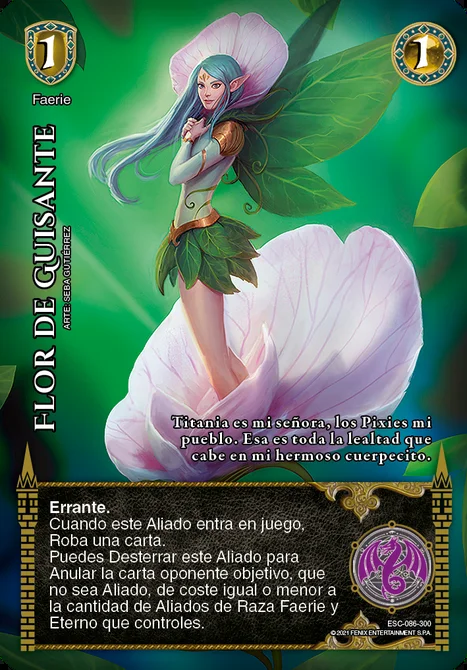 1
1
Faerie
FLOR DE GUISANTE
ARTE: SEBA GUTIÉRREZ
Titania es mi señora, los Pixies mi
pueblo. Esa es toda la lealtad que
cabe en mi hermoso cuerpecito.
Errante.
Cuando este Aliado entra en juego,
Roba una carta.
Puedes Desterrar este Aliado para
Anular la carta oponente objetivo, que
no sea Aliado, de coste igual o menor a
la cantidad de Aliados de Raza Faerie y
Eterno que controles.
ESC-086-300
©2021 FENIX ENTERTAINMENT S.P.A.